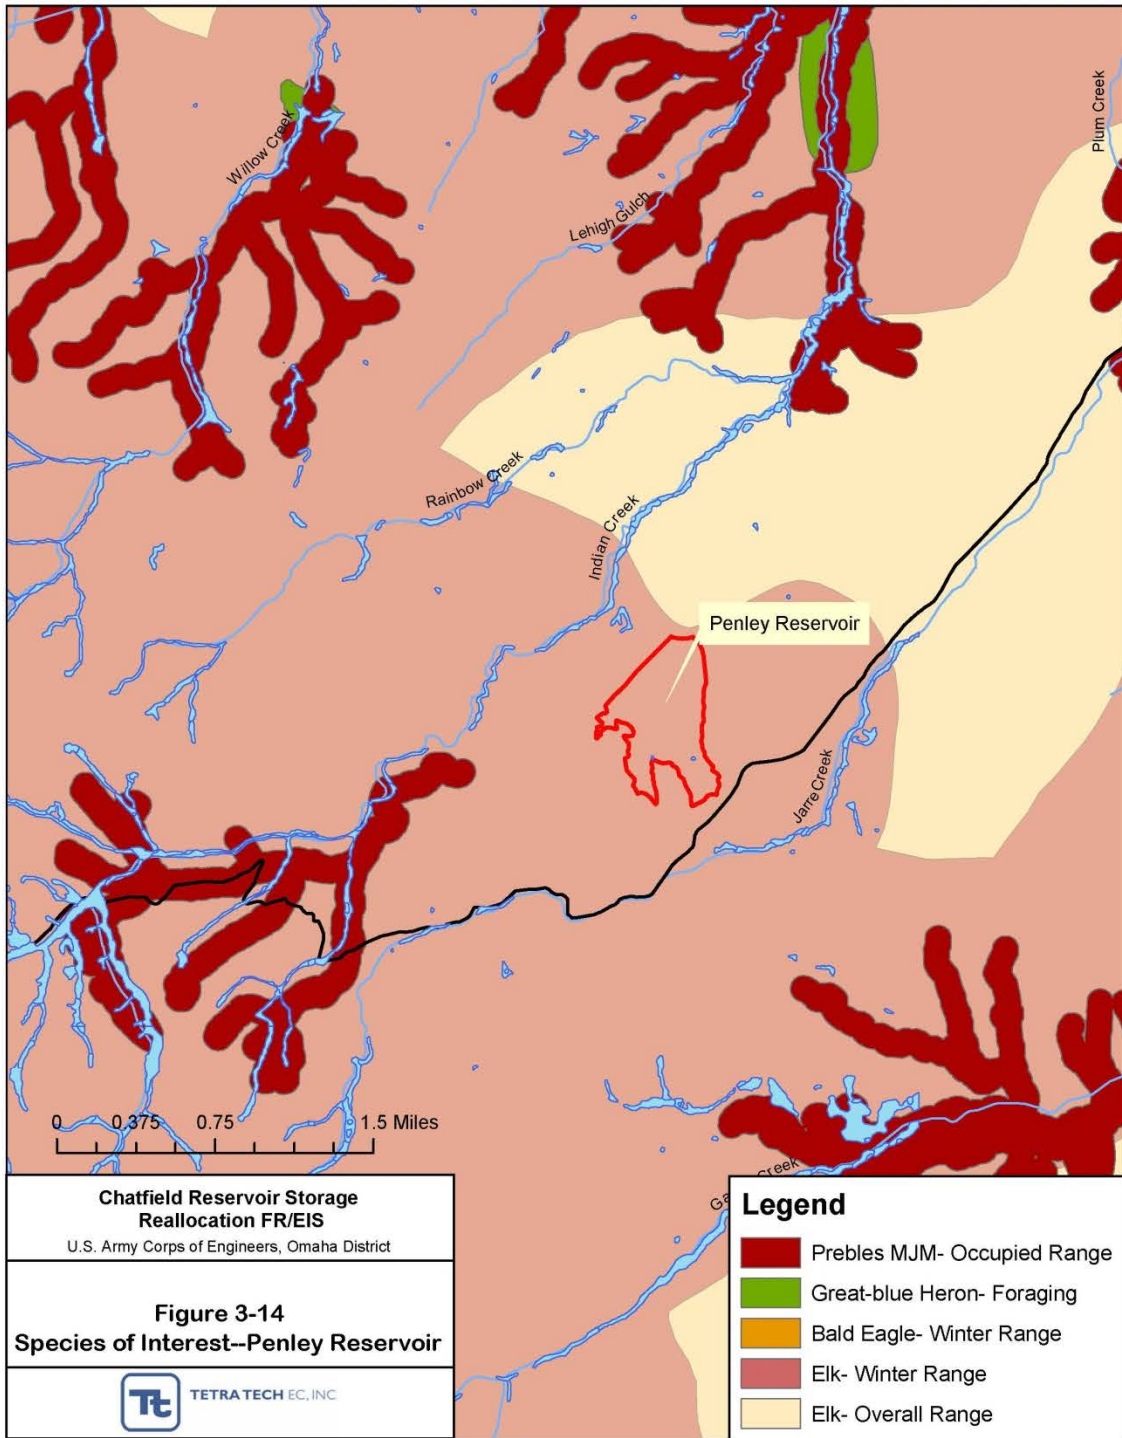 Plum Creek
Willow Creek
Lehigh Gulch
Rainbow Creek
Indian Creek
Penley Reservoir
Jarre Creek
0 0.375 0.75 1.5 Miles
Creek
Chatfield Reservoir Storage
Reallocation FR/EIS
U.S. Army Corps of Engineers, Omaha District
Figure 3-14
Species of Interest--Penley Reservoir
Tt TETRA TECH EC, INC
Legend
Prebles MJM- Occupied Range
Great-blue Heron- Foraging
Bald Eagle- Winter Range
Elk- Winter Range
Elk- Overall Range